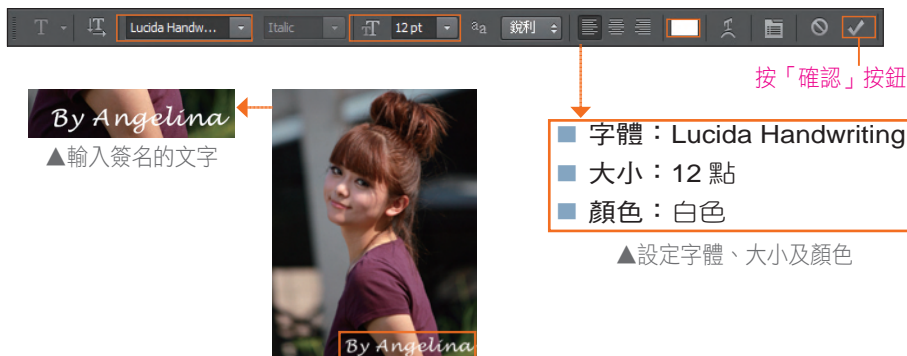 T Lucida Handw... Italic 12 pt aa 銳利
按「確認」按鈕
By Angelina
▲輸入簽名的文字
By Angelina
字體：Lucida Handwriting
大小：12 點
顏色：白色
▲設定字體、大小及顏色